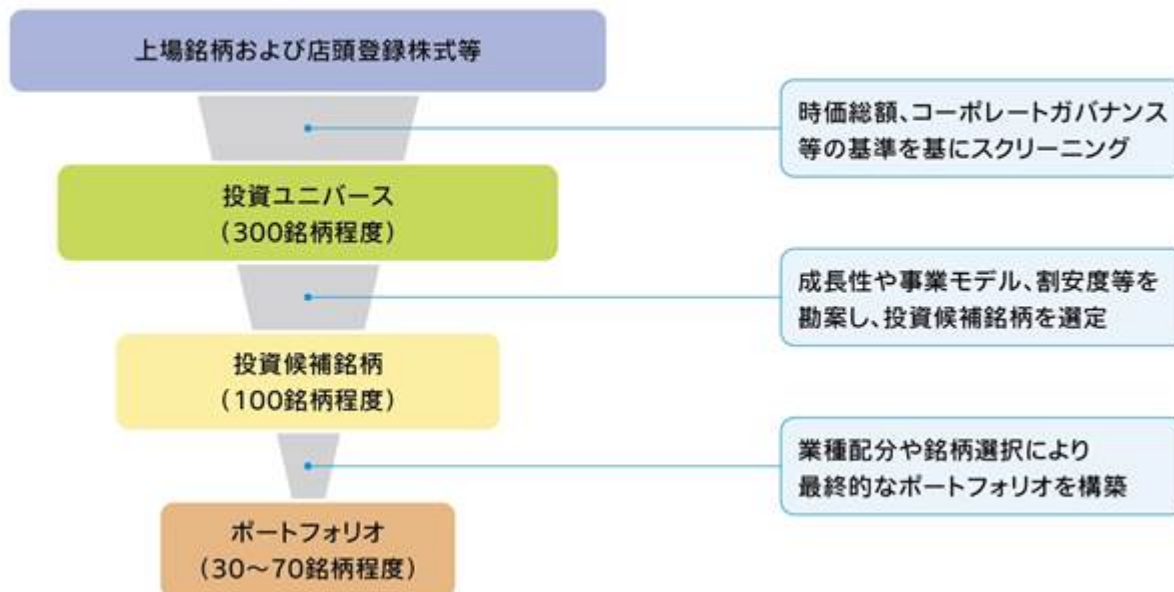 上場銘柄および店頭登録株式等
時価総額、コーポレートガバナンス
等の基準を基にスクリーニング
投資ユニバース
（300銘柄程度）
成長性や事業モデル、割安度等を
勘案し、投資候補銘柄を選定
投資候補銘柄
（100銘柄程度）
業種配分や銘柄選択により
最終的なポートフォリオを構築
ポートフォリオ
（30～70銘柄程度）